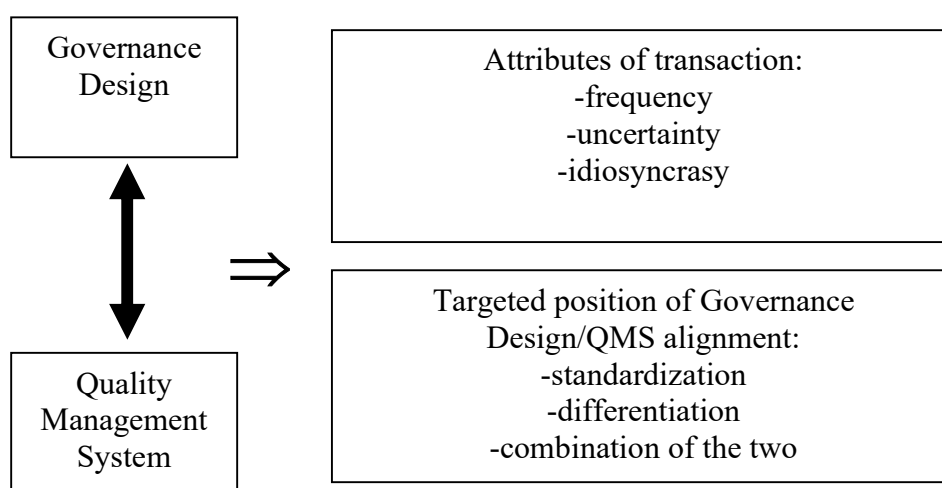 Governance
Design
Attributes of transaction:
-frequency
-uncertainty
-idiosyncrasy
⇒
Targeted position of Governance
Design/QMS alignment:
-standardization
-differentiation
-combination of the two
Quality
Management
System